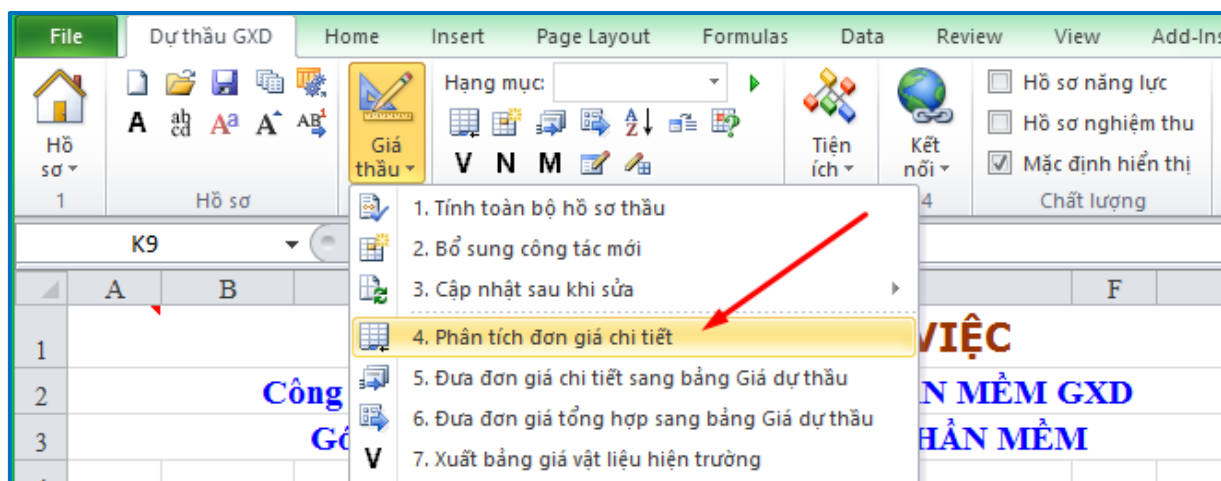 File Dự thầu GXD Home Insert Page Layout Formulas Data Review View Add-Ins
Hạng mục:
Hồ sơ
Giá thầu
V N M
Tiện ích
Kết nối
Hồ sơ năng lực
Hồ sơ nghiệm thu
Mặc định hiển thị
1 Hồ sơ 4 Chất lượng
1. Tính toàn bộ hồ sơ thầu
2. Bổ sung công tác mới
3. Cập nhật sau khi sửa
4. Phân tích đơn giá chi tiết
5. Đưa đơn giá chi tiết sang bảng Giá dự thầu
6. Đưa đơn giá tổng hợp sang bảng Giá dự thầu
V 7. Xuất bảng giá vật liệu hiện trường
K9
A B F
1 VIỆC
2 Công N MỀM GXD
3 HẦN MỀM